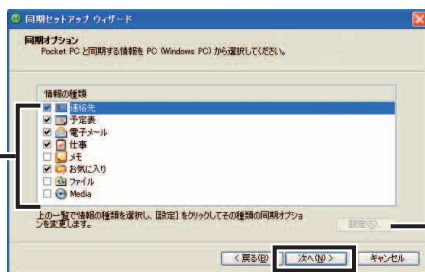 同期セットアップ ウィザード
同期オプション
Pocket PC と同期する情報を PC (Windows PC) から選択してください。
情報の種類
連絡先
予定表
電子メール
仕事
メモ
お気に入り
ファイル
Media
上の一覧で情報の種類を選択し、[設定] をクリックしてその種類の同期オプショ
ンを変更します。
設定(S)...
< 戻る(B)
次へ(N) >
キャンセル